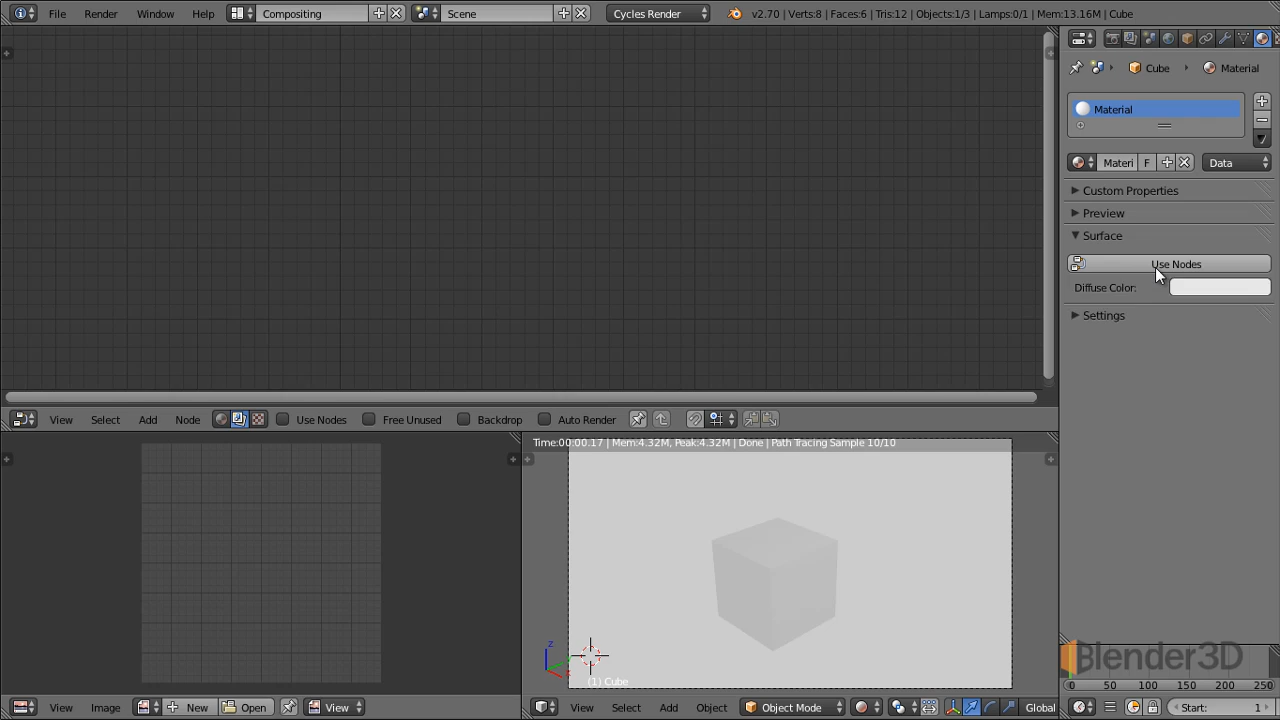 File Render Window Help Compositing Scene Cycles Render v2.70 | Verts:8 | Faces:6 | Tris:12 | Objects:1/3 | Lamps:0/1 | Mem:13.16M | Cube
Cube Material
Material
Materi F Data
Custom Properties
Preview
Surface
Use Nodes
Diffuse Color:
Settings
View Select Add Node Use Nodes Free Unused Backdrop Auto Render
Time:00:00.17 | Mem:4.32M, Peak:4.32M | Done | Path Tracing Sample 10/10
z
(1) Cube
Blender3D
0 50 100 150 200 250
View Image New Open View
View Select Add Object Object Mode Global
Start: 1